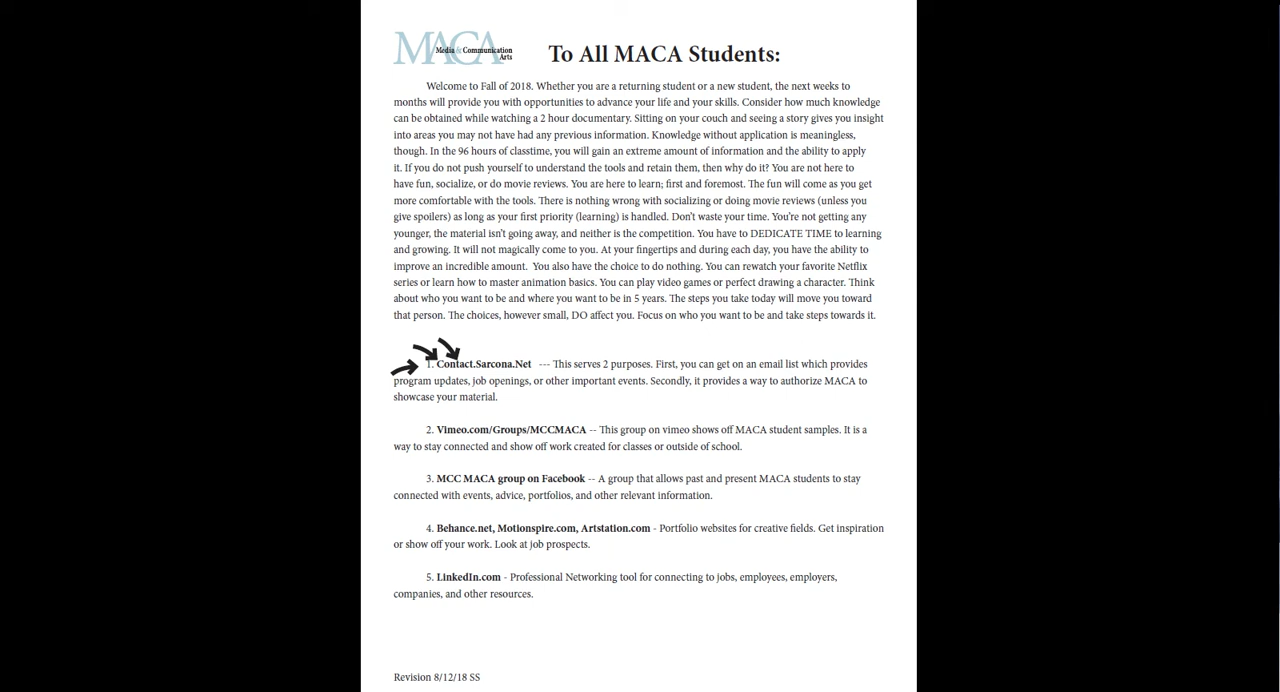 MACA
Media & Communication
Arts
To All MACA Students:
Welcome to Fall of 2018. Whether you are a returning student or a new student, the next weeks to
months will provide you with opportunities to advance your life and your skills. Consider how much knowledge
can be obtained while watching a 2 hour documentary. Sitting on your couch and seeing a story gives you insight
into areas you may not have had any previous information. Knowledge without application is meaningless,
though. In the 96 hours of classtime, you will gain an extreme amount of information and the ability to apply
it. If you do not push yourself to understand the tools and retain them, then why do it? You are not here to
have fun, socialize, or do movie reviews. You are here to learn; first and foremost. The fun will come as you get
more comfortable with the tools. There is nothing wrong with socializing or doing movie reviews (unless you
give spoilers) as long as your first priority (learning) is handled. Don't waste your time. You're not getting any
younger, the material isn't going away, and neither is the competition. You have to DEDICATE TIME to learning
and growing. It will not magically come to you. At your fingertips and during each day, you have the ability to
improve an incredible amount. You also have the choice to do nothing. You can rewatch your favorite Netflix
series or learn how to master animation basics. You can play video games or perfect drawing a character. Think
about who you want to be and where you want to be in 5 years. The steps you take today will move you toward
that person. The choices, however small, DO affect you. Focus on who you want to be and take steps towards it.
1. Contact.Sarcona.Net --- This serves 2 purposes. First, you can get on an email list which provides
program updates, job openings, or other important events. Secondly, it provides a way to authorize MACA to
showcase your material.
2. Vimeo.com/Groups/MCCMACA -- This group on vimeo shows off MACA student samples. It is a
way to stay connected and show off work created for classes or outside of school.
3. MCC MACA group on Facebook -- A group that allows past and present MACA students to stay
connected with events, advice, portfolios, and other relevant information.
4. Behance.net, Motionspire.com, Artstation.com - Portfolio websites for creative fields. Get inspiration
or show off your work. Look at job prospects.
5. LinkedIn.com - Professional Networking tool for connecting to jobs, employees, employers,
companies, and other resources.
Revision 8/12/18 SS